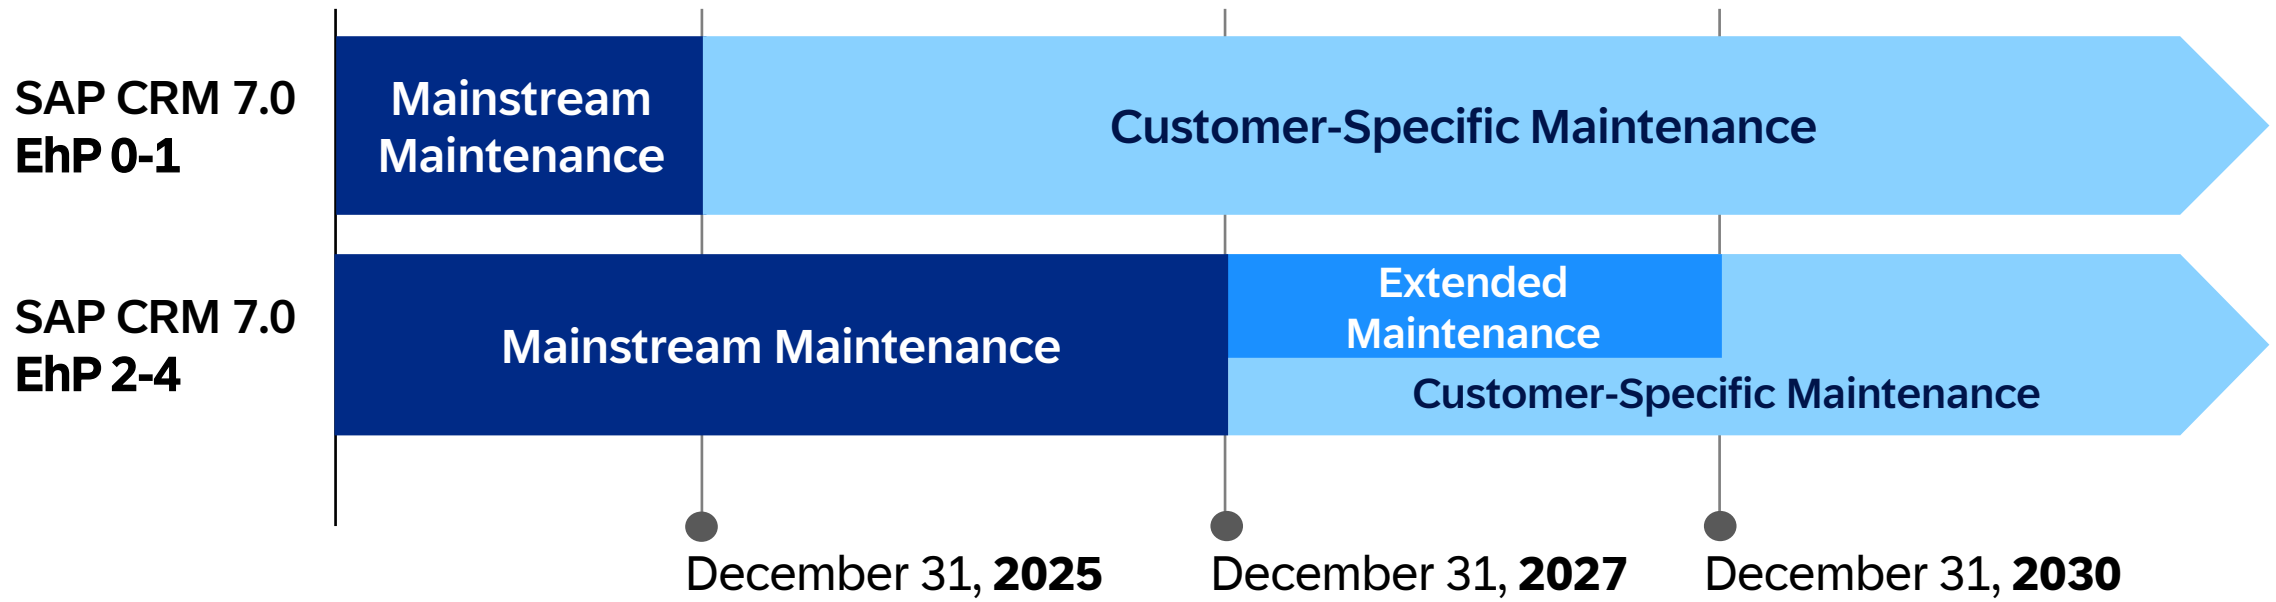 SAP CRM 7.0
EhP 0-1
Mainstream
Maintenance
Customer-Specific Maintenance
SAP CRM 7.0
EhP 2-4
Mainstream Maintenance
Extended
Maintenance
Customer-Specific Maintenance
December 31, 2025
December 31, 2027
December 31, 2030